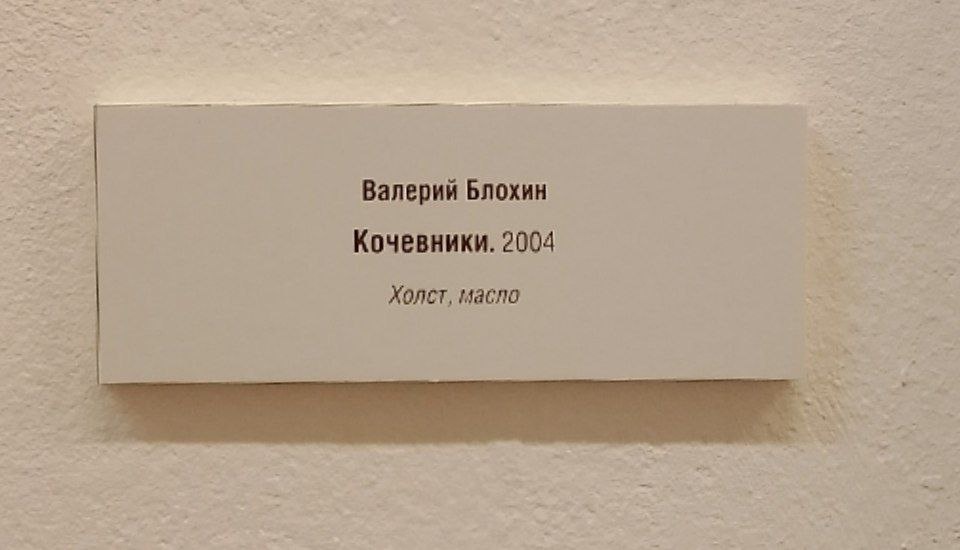 Валерий Блохин
Кочевники. 2004
Холст, масло